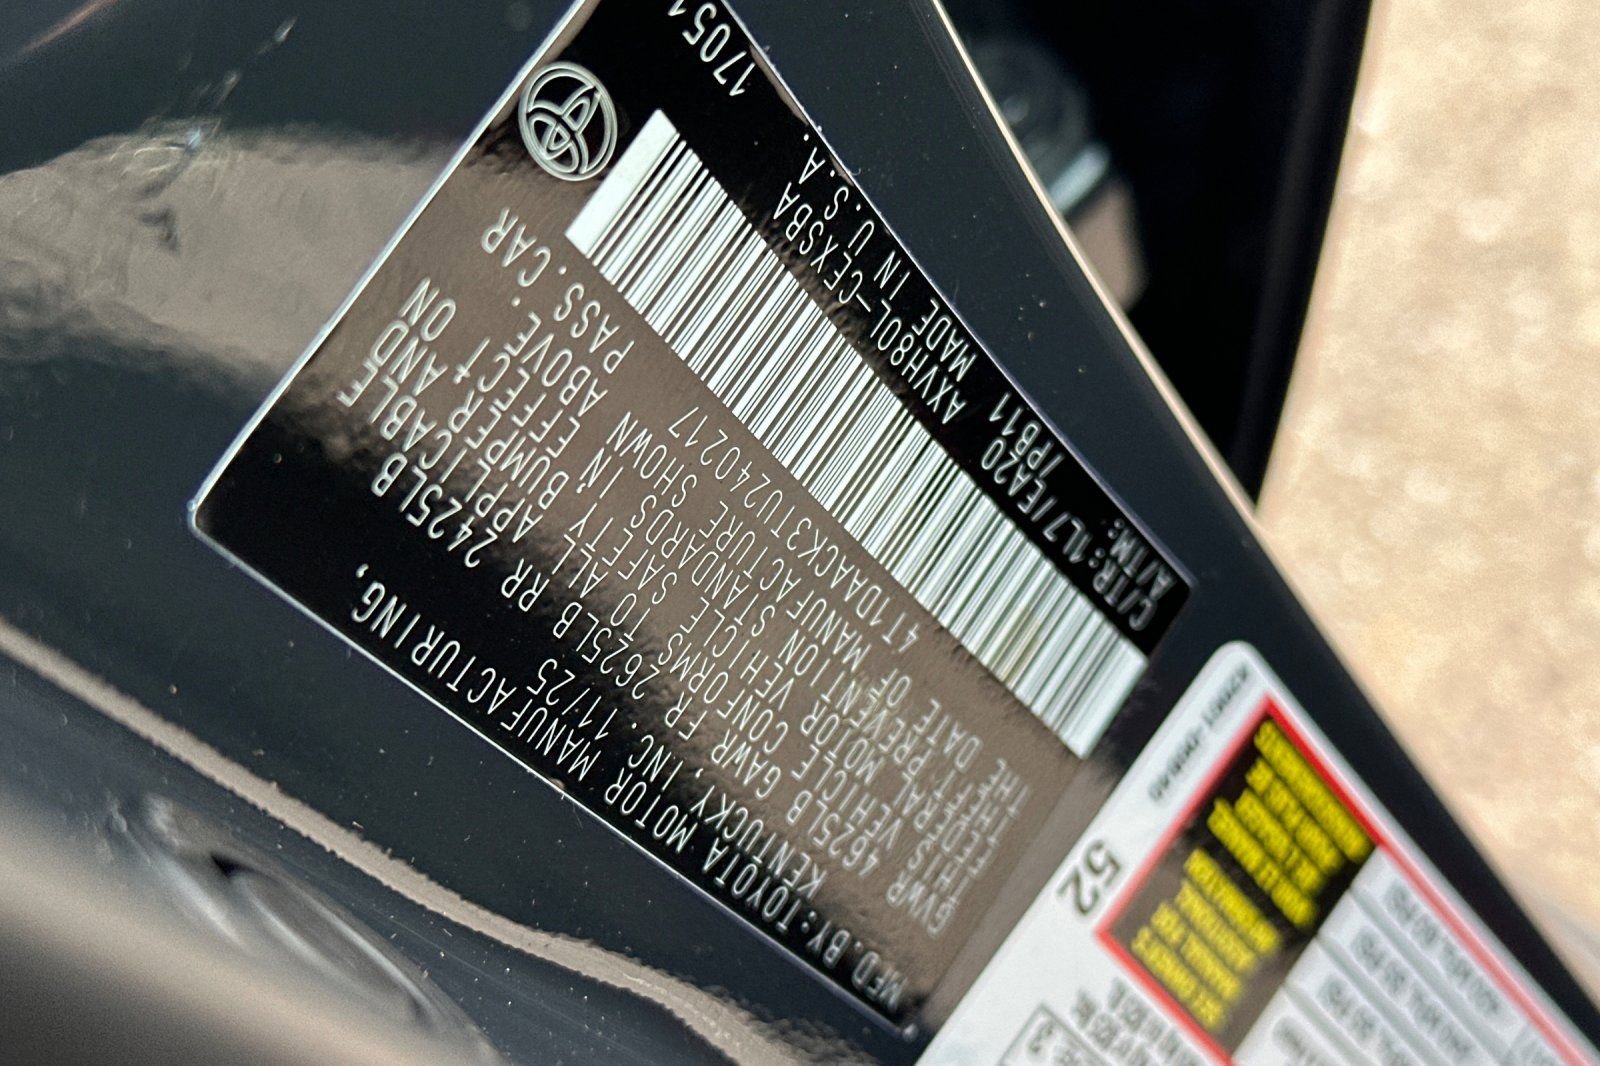 MFD.BY:TOYOTA MOTOR MANUFACTURING,
KENTUCKY,INC. 11/25
GVWR 4625LB GAWR FR 2625LB RR 2425LB
THIS VEHICLE CONFORMS TO ALL APPLICABLE
FEDERAL MOTOR VEHICLE SAFETY BUMPER, AND
THEFT PREVENTION STANDARDS IN EFFECT ON
THE DATE OF MANUFACTURE SHOWN ABOVE.
4T1DAACK3TU240217 PASS.CAR
C/TR:1L7/EA20 AXVH80L-CEXSBA
A/TM: /PB11 MADE IN U.S.A. 17051
52